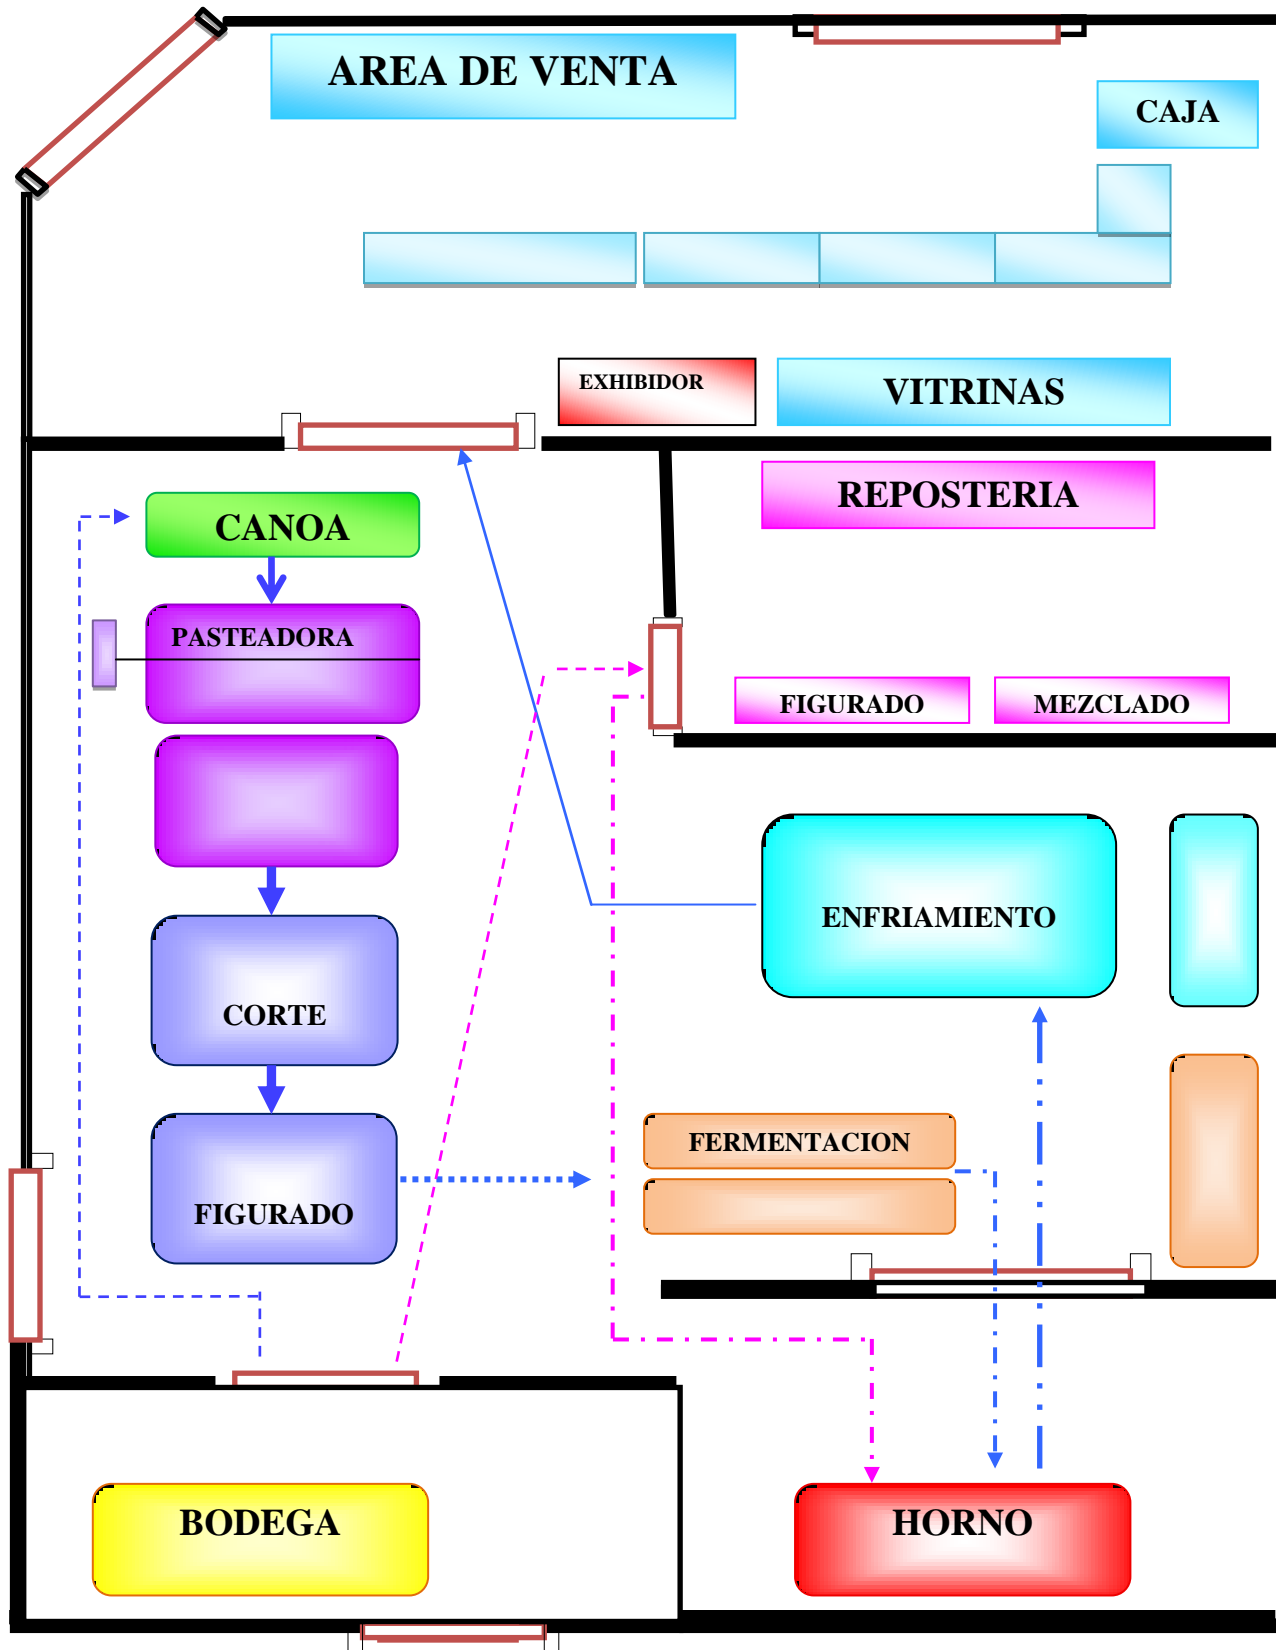 AREA DE VENTA
CAJA
EXHIBIDOR
VITRINAS
REPOSTERIA
CANOA
PASTEADORA
FIGURADO
MEZCLADO
ENFRIAMIENTO
CORTE
FERMENTACION
FIGURADO
BODEGA
HORNO